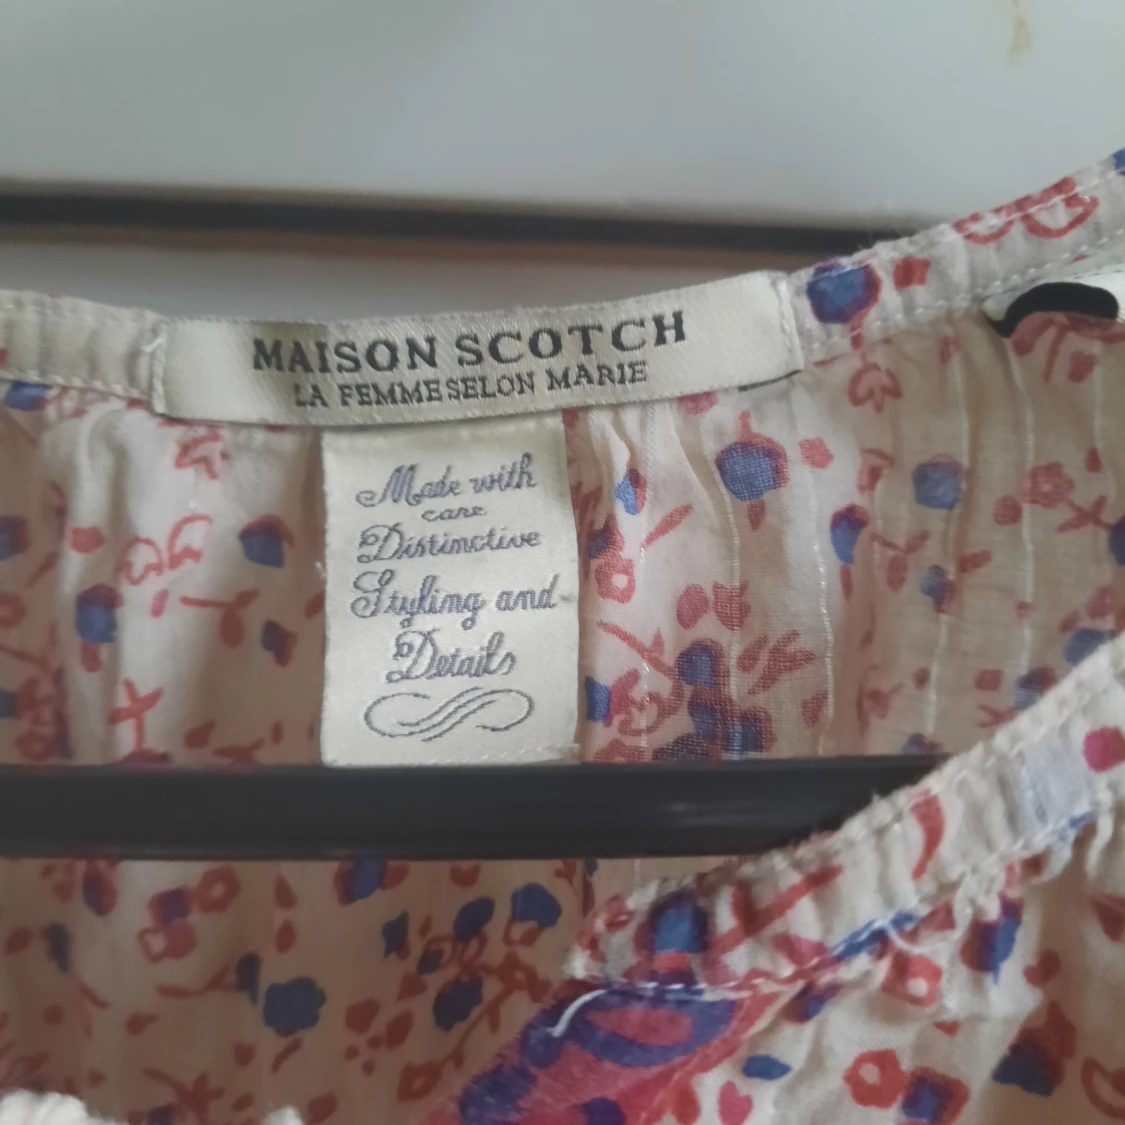 MAISON SCOTCH
LA FEMME SELON MARIE
Made with
care
Distinctive
Styling and
Details